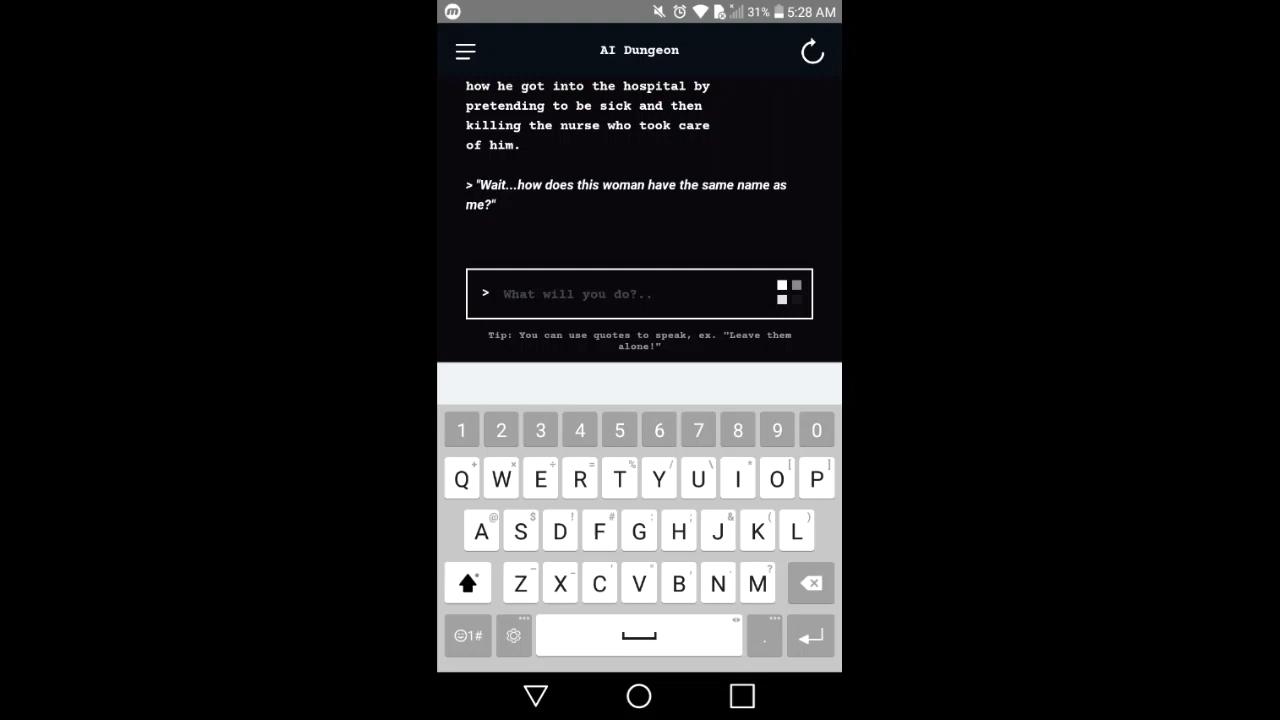 31% 5:28 AM
AI Dungeon
how he got into the hospital by
pretending to be sick and then
killing the nurse who took care
of him.
> "Wait...how does this woman have the same name as
me?"
> What will you do?..
Tip: You can use quotes to speak, ex. "Leave them
alone!"
1 2 3 4 5 6 7 8 9 0
+ × ÷ = % / \ * [ ]
Q W E R T Y U I O P
@ $ ! # : ; & ( )
A S D F G H J K L
Z X C V B N M ?
1# .